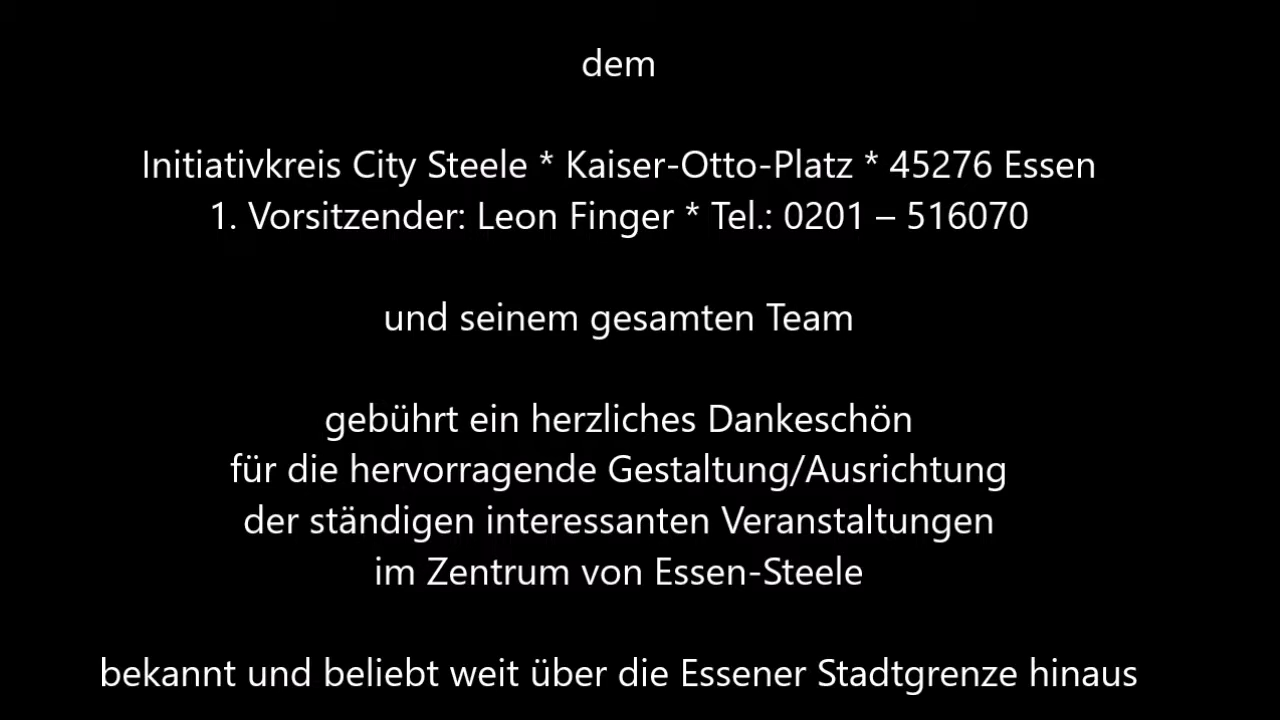 dem
Initiativkreis City Steele * Kaiser-Otto-Platz * 45276 Essen
1. Vorsitzender: Leon Finger * Tel.: 0201 – 516070
und seinem gesamten Team
gebührt ein herzliches Dankeschön
für die hervorragende Gestaltung/Ausrichtung
der ständigen interessanten Veranstaltungen
im Zentrum von Essen-Steele
bekannt und beliebt weit über die Essener Stadtgrenze hinaus